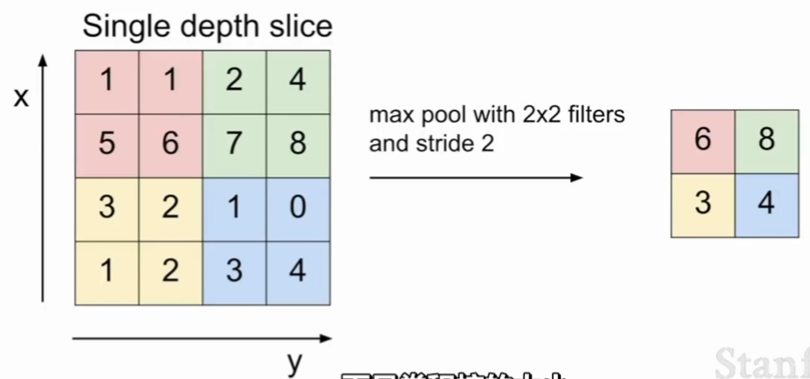 Single depth slice
x
1 1 2 4
5 6 7 8
3 2 1 0
1 2 3 4
y
max pool with 2x2 filters
and stride 2
6 8
3 4